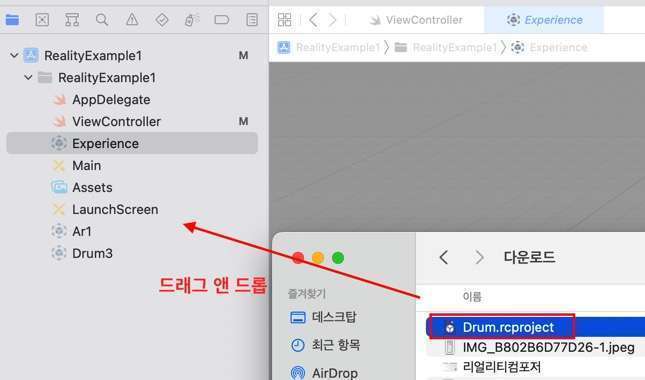 ViewController
Experience
RealityExample1 M
RealityExample1 RealityExample1 Experience
RealityExample1
AppDelegate
ViewController M
Experience
Main
Assets
LaunchScreen
Ar1
Drum3
드래그 앤 드롭
다운로드
즐겨찾기
이름
데스크탑
Drum.rcproject
최근 항목
IMG_B802B6D77D26-1.jpeg
AirDrop
리얼리티컴포저